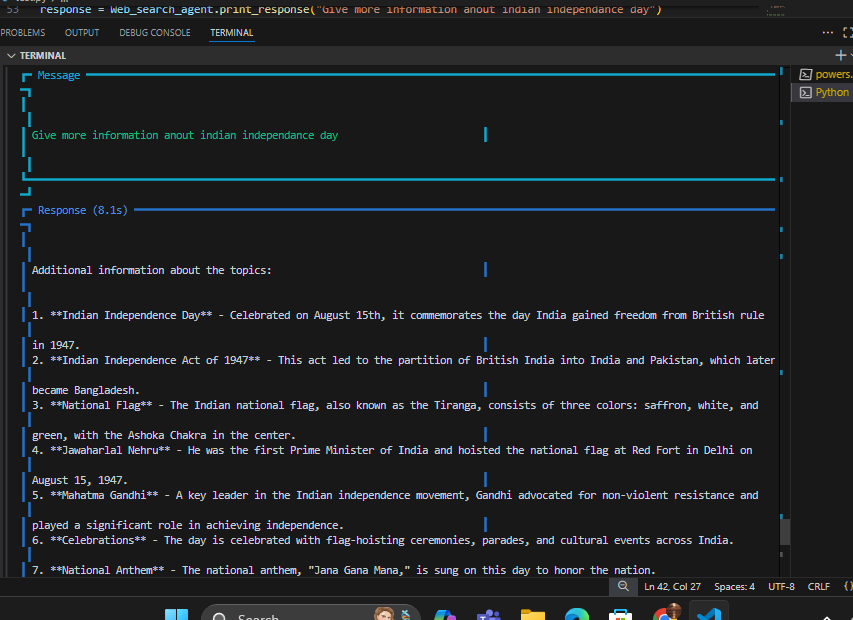 53 response = Web_search_agent.print_response("Give more information anout indian independance day")
PROBLEMS OUTPUT DEBUG CONSOLE TERMINAL
TERMINAL
Message
powers.
Python
Give more information anout indian independance day
Response (8.1s)
Additional information about the topics:
1. **Indian Independence Day** - Celebrated on August 15th, it commemorates the day India gained freedom from British rule
in 1947.
2. **Indian Independence Act of 1947** - This act led to the partition of British India into India and Pakistan, which later
became Bangladesh.
3. **National Flag** - The Indian national flag, also known as the Tiranga, consists of three colors: saffron, white, and
green, with the Ashoka Chakra in the center.
4. **Jawaharlal Nehru** - He was the first Prime Minister of India and hoisted the national flag at Red Fort in Delhi on
August 15, 1947.
5. **Mahatma Gandhi** - A key leader in the Indian independence movement, Gandhi advocated for non-violent resistance and
played a significant role in achieving independence.
6. **Celebrations** - The day is celebrated with flag-hoisting ceremonies, parades, and cultural events across India.
7. **National Anthem** - The national anthem, "Jana Gana Mana," is sung on this day to honor the nation.
Ln 42, Col 27 Spaces: 4 UTF-8 CRLF {}
Search